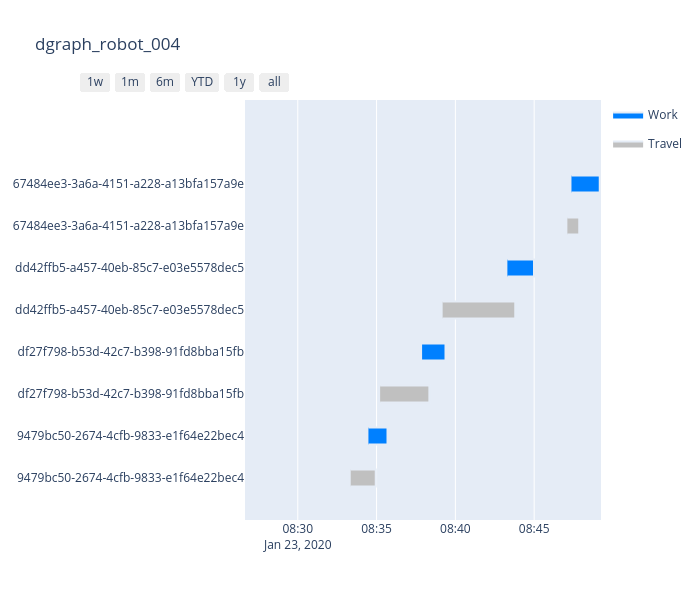 dgraph_robot_004
1w 1m 6m YTD 1y all
Work
Travel
67484ee3-3a6a-4151-a228-a13bfa157a9e
67484ee3-3a6a-4151-a228-a13bfa157a9e
dd42ffb5-a457-40eb-85c7-e03e5578dec5
dd42ffb5-a457-40eb-85c7-e03e5578dec5
df27f798-b53d-42c7-b398-91fd8bba15fb
df27f798-b53d-42c7-b398-91fd8bba15fb
9479bc50-2674-4cfb-9833-e1f64e22bec4
9479bc50-2674-4cfb-9833-e1f64e22bec4
08:30 08:35 08:40 08:45
Jan 23, 2020